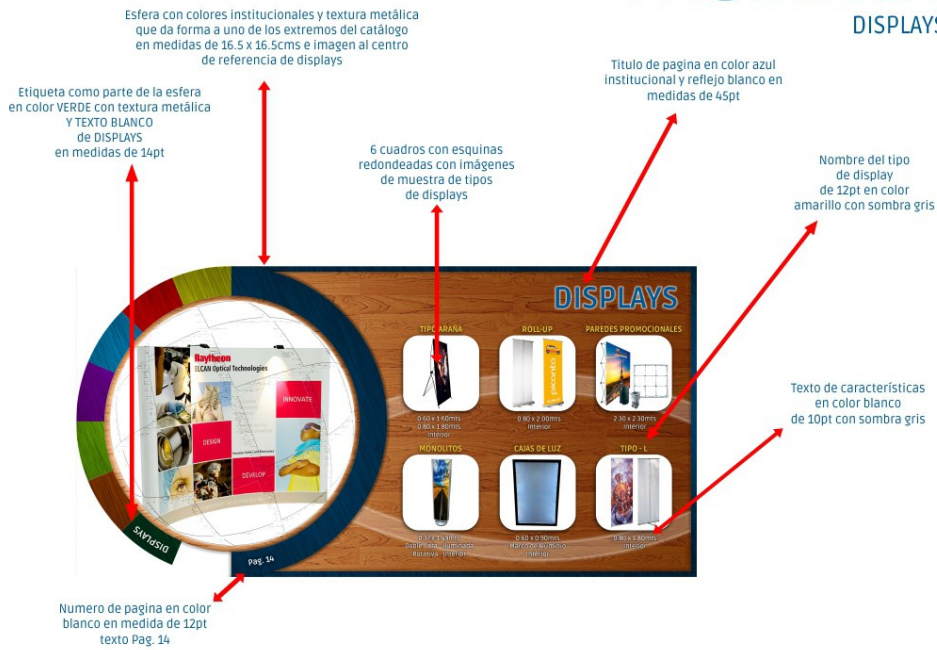 DISPLAYS
Esfera con colores institucionales y textura metálica
que da forma a uno de los extremos del catálogo
en medidas de 16.5 x 16.5cms e imagen al centro
de referencia de displays
Titulo de pagina en color azul
institucional y reflejo blanco en
medidas de 45pt
Etiqueta como parte de la esfera
en color VERDE con textura metálica
Y TEXTO BLANCO
de DISPLAYS
en medidas de 14pt
6 cuadros con esquinas
redondeadas con imágenes
de muestra de tipos
de displays
Nombre del tipo
de display
de 12pt en color
amarillo con sombra gris
DISPLAYS
TIPO ARAÑA
ROLL-UP
PAREDES PROMOCIONALES
Raytheon
ELCAN Optical Technologies
INNOVATE
DESIGN
DEVELOP
piconto
0.60 x 1.60mts
0.80 x 1.80mts
Interior
0.80 x 2.00mts
Interior
2.30 x 2.30mts
Interior
Texto de características
en color blanco
de 10pt con sombra gris
MONOLITOS
CAJAS DE LUZ
TIPO - L
Rotativa Interior
0.60 x 0.90mts
Marco de Aluminio
Interior
0.80 x 1.80mts
Interior
DISPLAYS
Pag. 14
Numero de pagina en color
blanco en medida de 12pt
texto Pag. 14